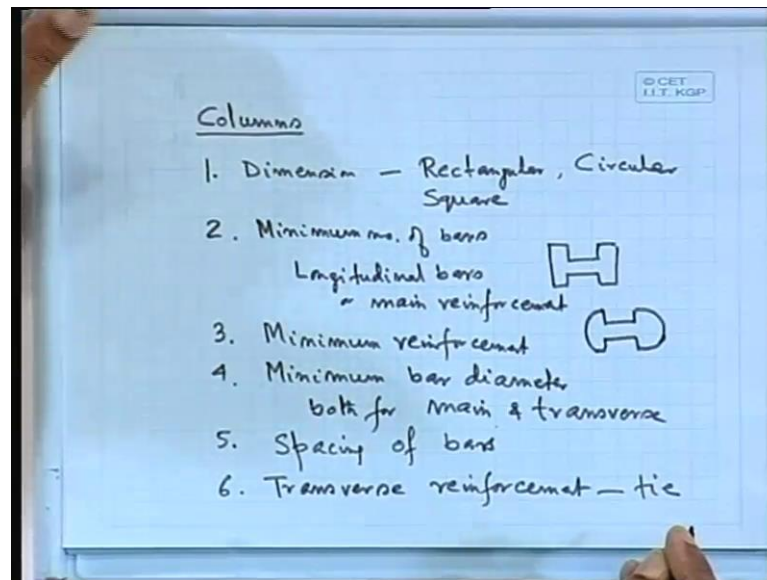 © CET
I.I.T. KGP
Columns
1. Dimension — Rectangular, Circular
Square
2. Minimum no. of bars
Longitudinal bars
~ main reinforcement
3. Minimum reinforcement
4. Minimum bar diameter
both for main & transverse
5. Spacing of bars
6. Transverse reinforcement — tie